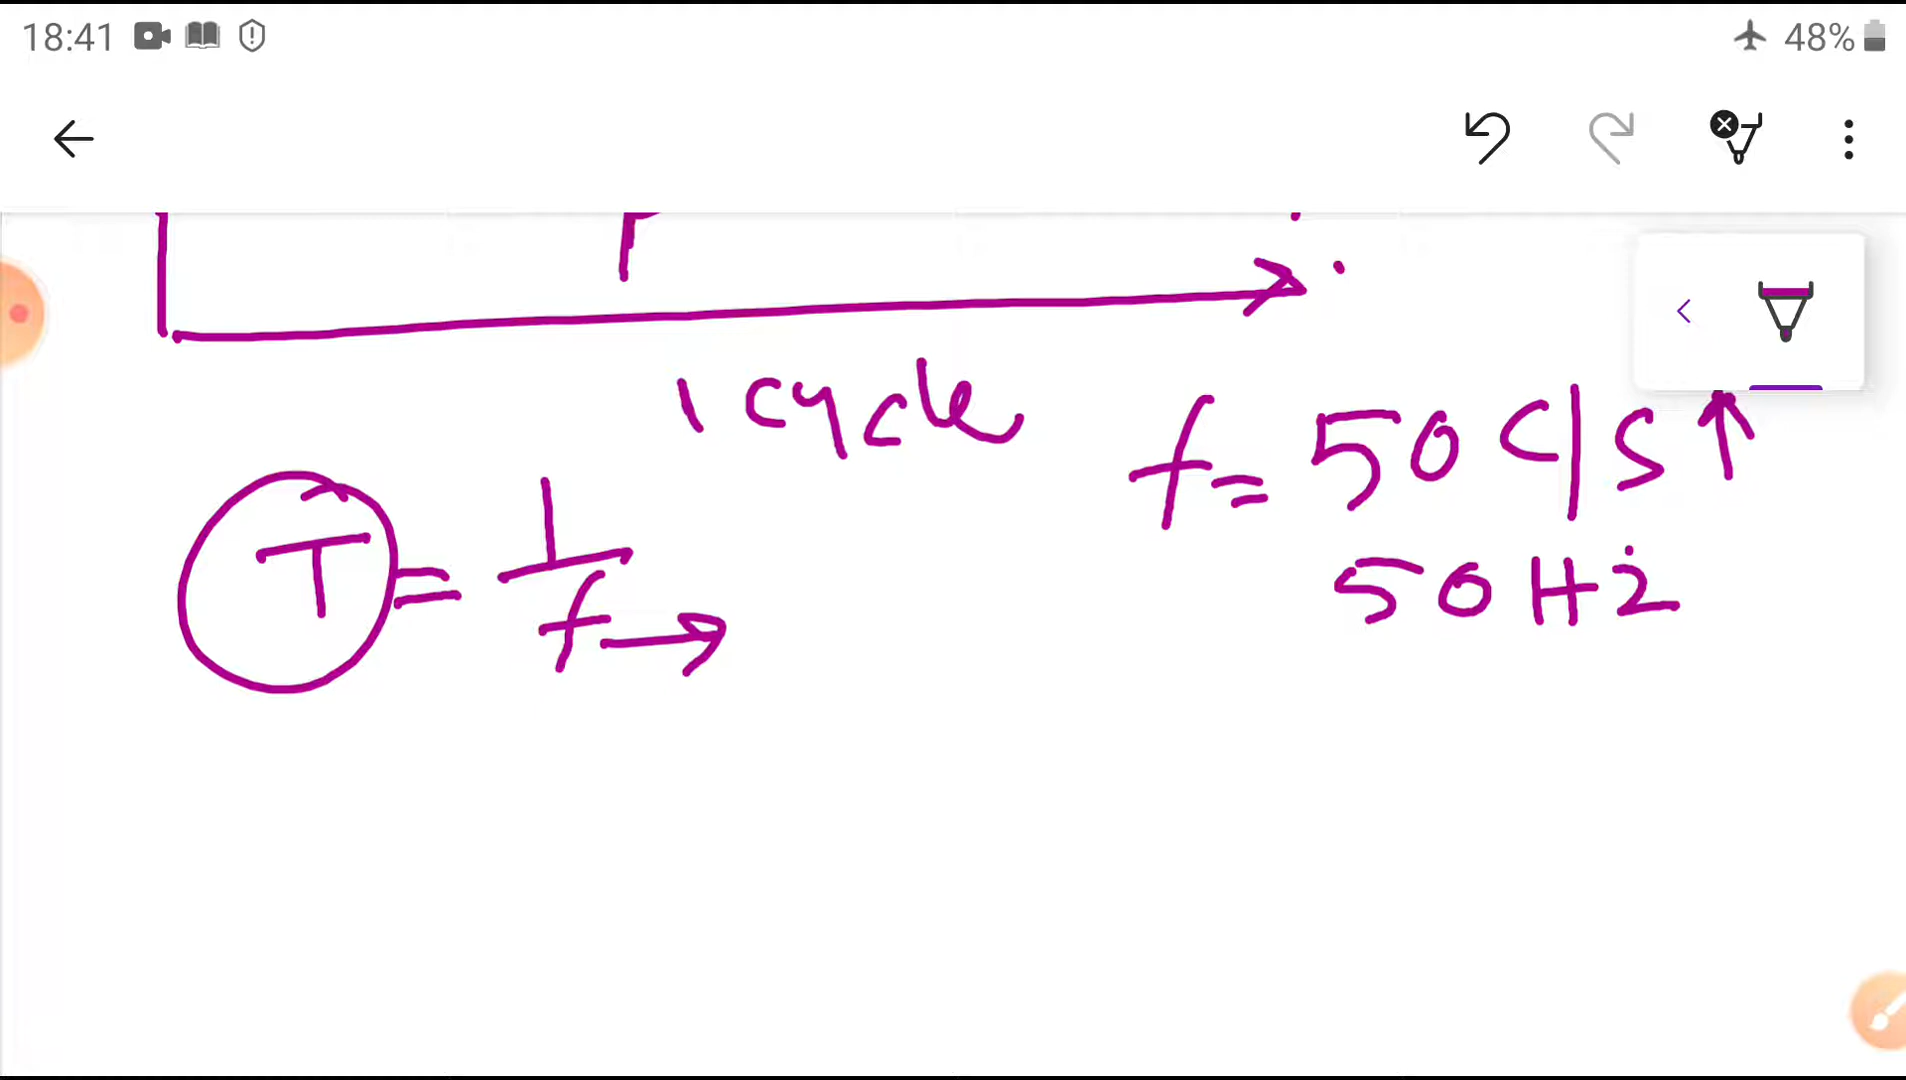 18:41 48%
1 cycle
f = 50 C/S ↑
T = 1/f →
50 Hz